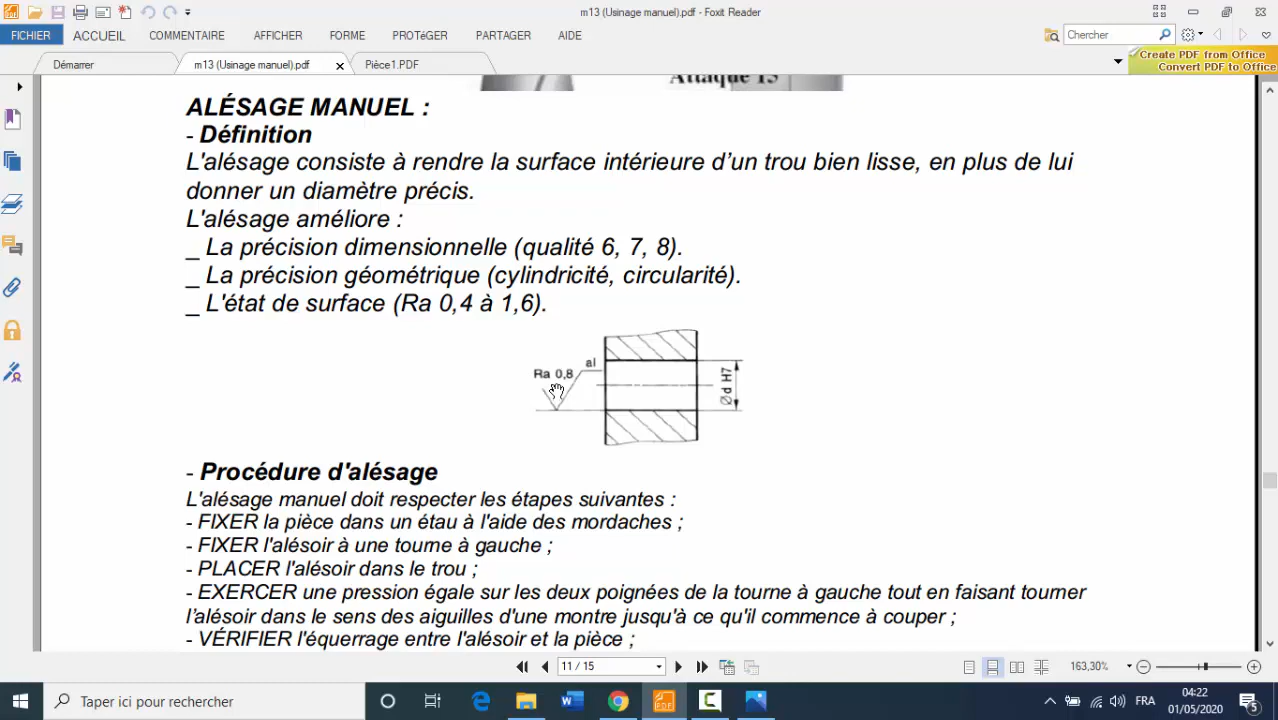 m13 (Usinage manuel).pdf - Foxit Reader
FICHIER ACCUEIL COMMENTAIRE AFFICHER FORME PROTéGER PARTAGER AIDE
Chercher
Démarrer
m13 (Usinage manuel).pdf
Pièce1.PDF
Create PDF from Office
Convert PDF to Office
Attaque 15
ALÉSAGE MANUEL :
- Définition
L'alésage consiste à rendre la surface intérieure d'un trou bien lisse, en plus de lui
donner un diamètre précis.
L'alésage améliore :
_ La précision dimensionnelle (qualité 6, 7, 8).
_ La précision géométrique (cylindricité, circularité).
_ L'état de surface (Ra 0,4 à 1,6).
al
Ra 0,8
Ød H7
- Procédure d'alésage
L'alésage manuel doit respecter les étapes suivantes :
- FIXER la pièce dans un étau à l'aide des mordaches ;
- FIXER l'alésoir à une tourne à gauche ;
- PLACER l'alésoir dans le trou ;
- EXERCER une pression égale sur les deux poignées de la tourne à gauche tout en faisant tourner
l'alésoir dans le sens des aiguilles d'une montre jusqu'à ce qu'il commence à couper ;
- VÉRIFIER l'équerrage entre l'alésoir et la pièce ;
11 / 15
163,30%
Taper ici pour rechercher
FRA
04:22
01/05/2020
5